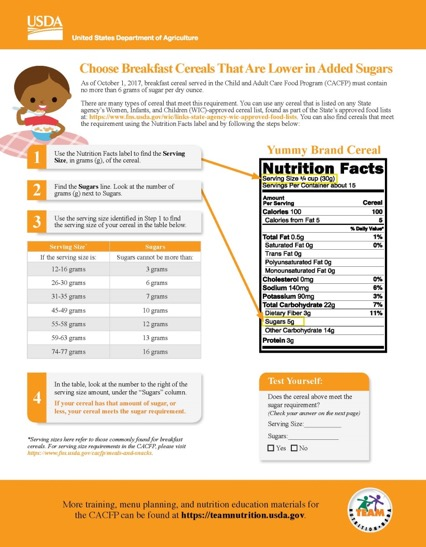 USDA
United States Department of Agriculture
Choose Breakfast Cereals That Are Lower in Added Sugars
As of October 1, 2017, breakfast cereal served in the Child and Adult Care Food Program (CACFP) must contain
no more than 6 grams of sugar per dry ounce.
There are many types of cereal that meet this requirement. You can use any cereal that is listed on any State
agency's Women, Infants, and Children (WIC)-approved cereal list, found as part of the State's approved food lists
at: https://www.fns.usda.gov/wic/links-state-agency-wic-approved-food-lists. You can also find cereals that meet
the requirement using the Nutrition Facts label and by following the steps below:
1
Use the Nutrition Facts label to find the Serving
Size, in grams (g), of the cereal.
2
Find the Sugars line. Look at the number of
grams (g) next to Sugars.
3
Use the serving size identified in Step 1 to find
the serving size of your cereal in the table below.
Serving Size* Sugars
If the serving size is: Sugars cannot be more than:
12-16 grams 3 grams
26-30 grams 6 grams
31-35 grams 7 grams
45-49 grams 10 grams
55-58 grams 12 grams
59-63 grams 13 grams
74-77 grams 16 grams
4
In the table, look at the number to the right of the
serving size amount, under the "Sugars" column.
If your cereal has that amount of sugar, or
less, your cereal meets the sugar requirement.
*Serving sizes here refer to those commonly found for breakfast
cereals. For serving size requirements in the CACFP, please visit
https://www.fns.usda.gov/cacfp/meals-and-snacks.
Yummy Brand Cereal
Nutrition Facts
Serving Size ¾ cup (30g)
Servings Per Container about 15
Amount
Per Serving Cereal
Calories 100 100
Calories from Fat 5 5
% Daily Value*
Total Fat 0.5g 1%
Saturated Fat 0g 0%
Trans Fat 0g
Polyunsaturated Fat 0g
Monounsaturated Fat 0g
Cholesterol 0mg 0%
Sodium 140mg 6%
Potassium 90mg 3%
Total Carbohydrate 22g 7%
Dietary Fiber 3g 11%
Sugars 5g
Other Carbohydrate 14g
Protein 3g
Test Yourself:
Does the cereal above meet the
sugar requirement?
(Check your answer on the next page)
Serving Size:
Sugars:
Yes No
More training, menu planning, and nutrition education materials for
the CACFP can be found at https://teamnutrition.usda.gov.
TEAM
NUTRITION